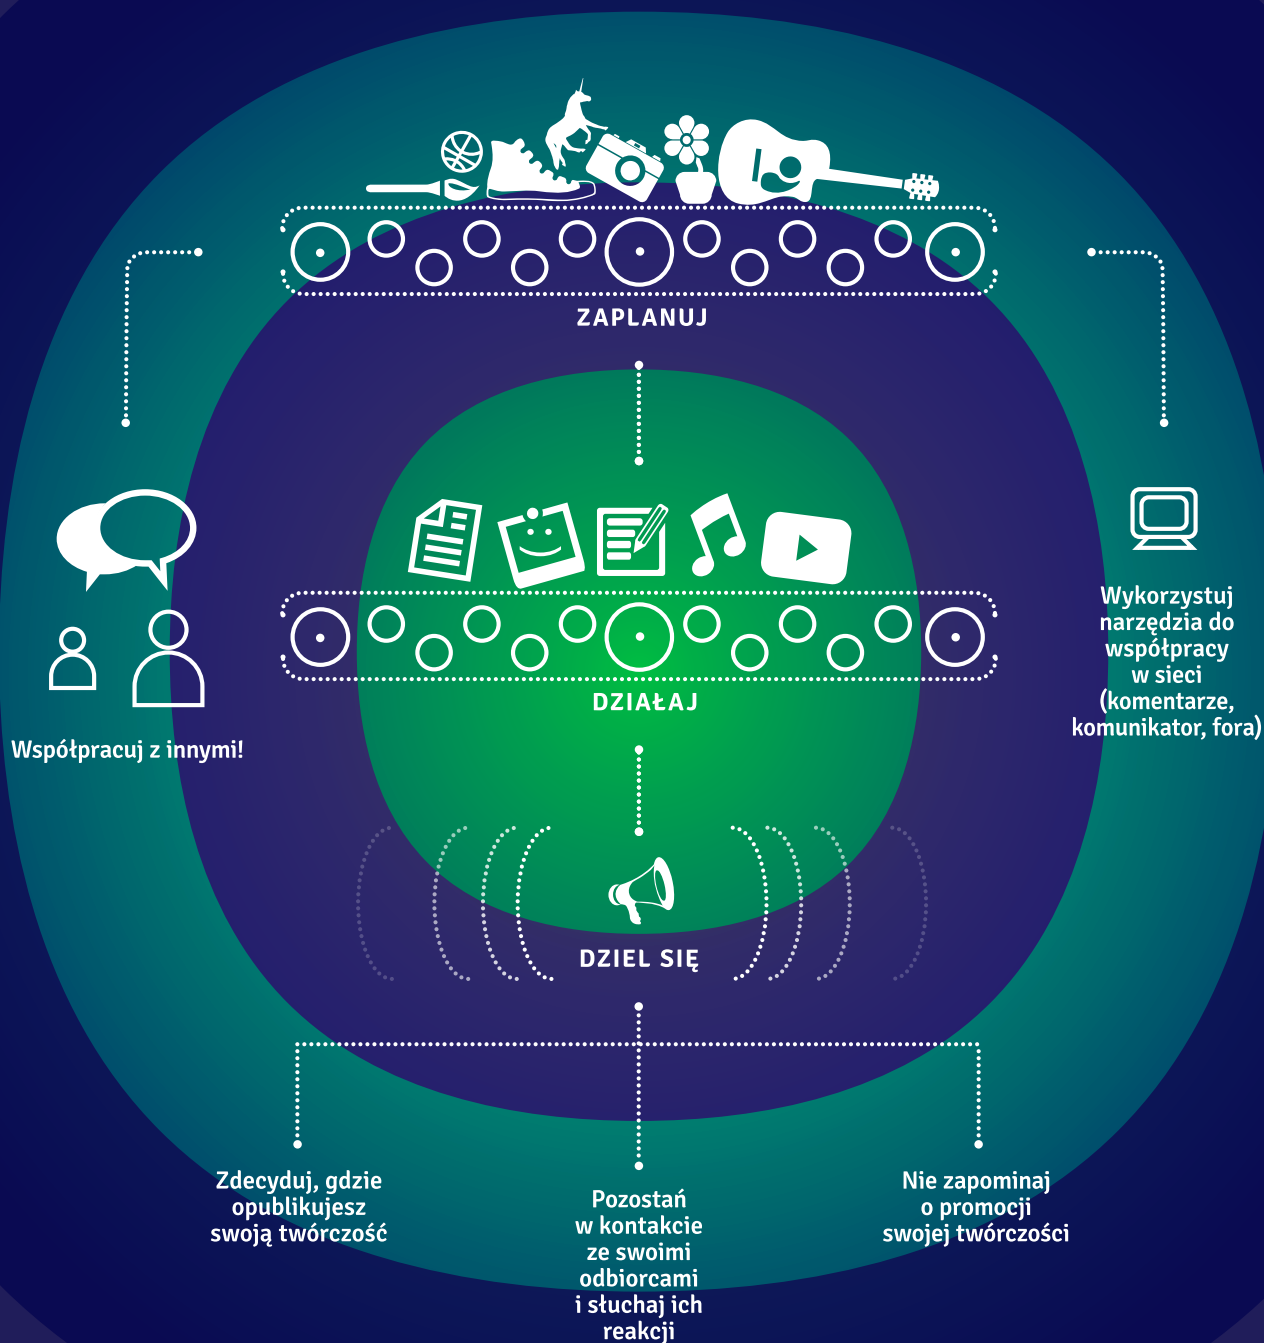 ZAPLANUJ
DZIAŁAJ
Współpracuj z innymi!
Wykorzystuj
narzędzia do
współpracy
w sieci
(komentarze,
komunikator, fora)
DZIEL SIĘ
Zdecyduj, gdzie
opublikujesz
swoją twórczość
Pozostań
w kontakcie
ze swoimi
odbiorcami
i słuchaj ich
reakcji
Nie zapominaj
o promocji
swojej twórczości